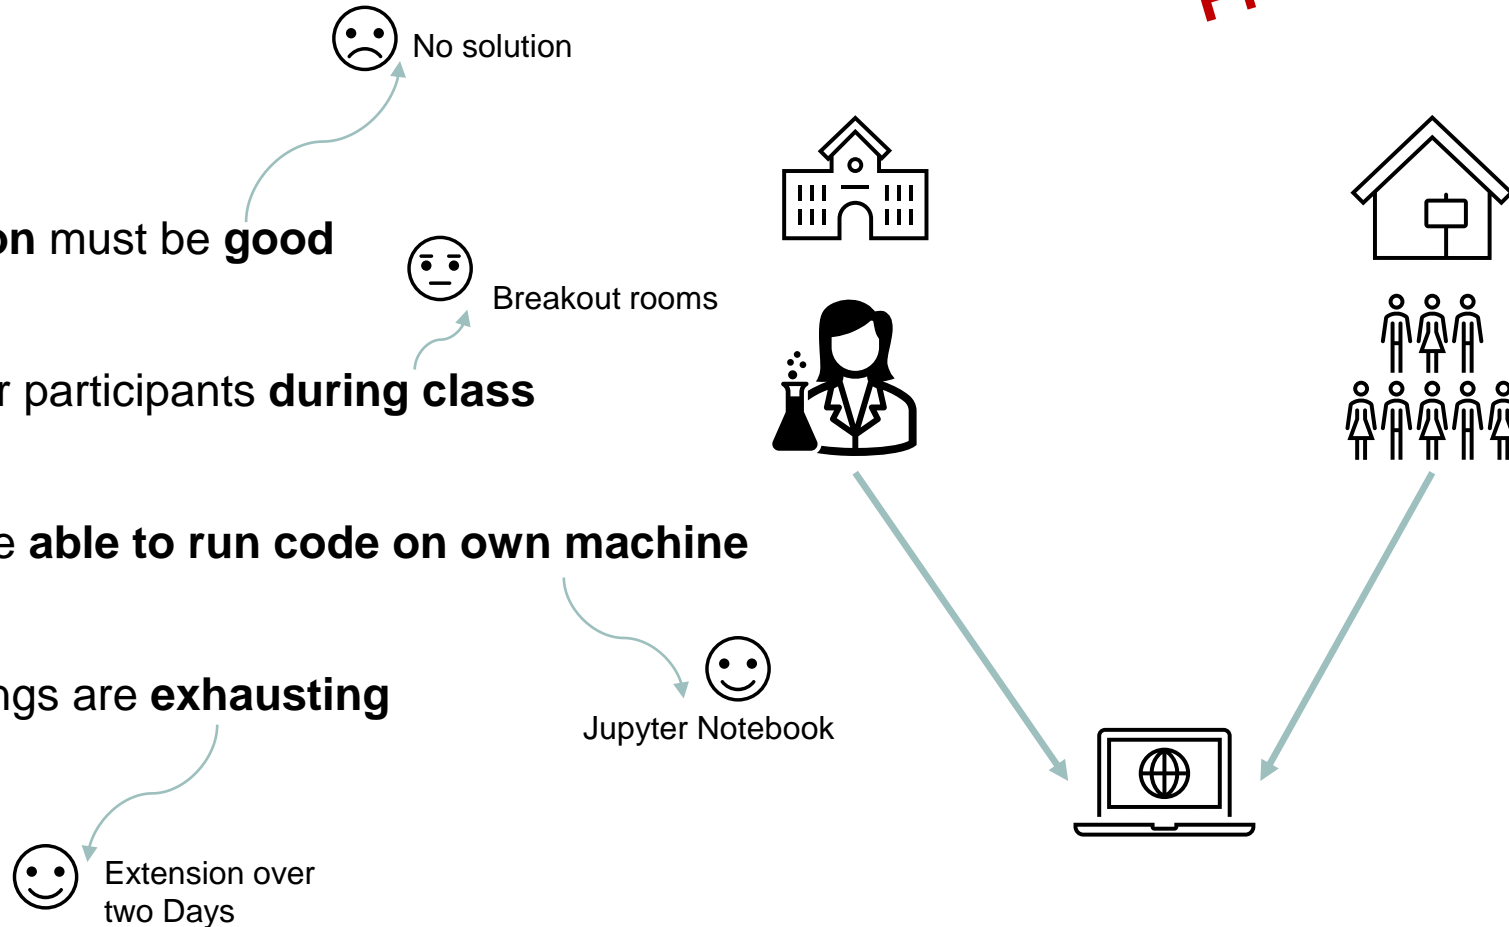 No solution
on must be good
Breakout rooms
r participants during class
e able to run code on own machine
ngs are exhausting
Jupyter Notebook
Extension over
two Days